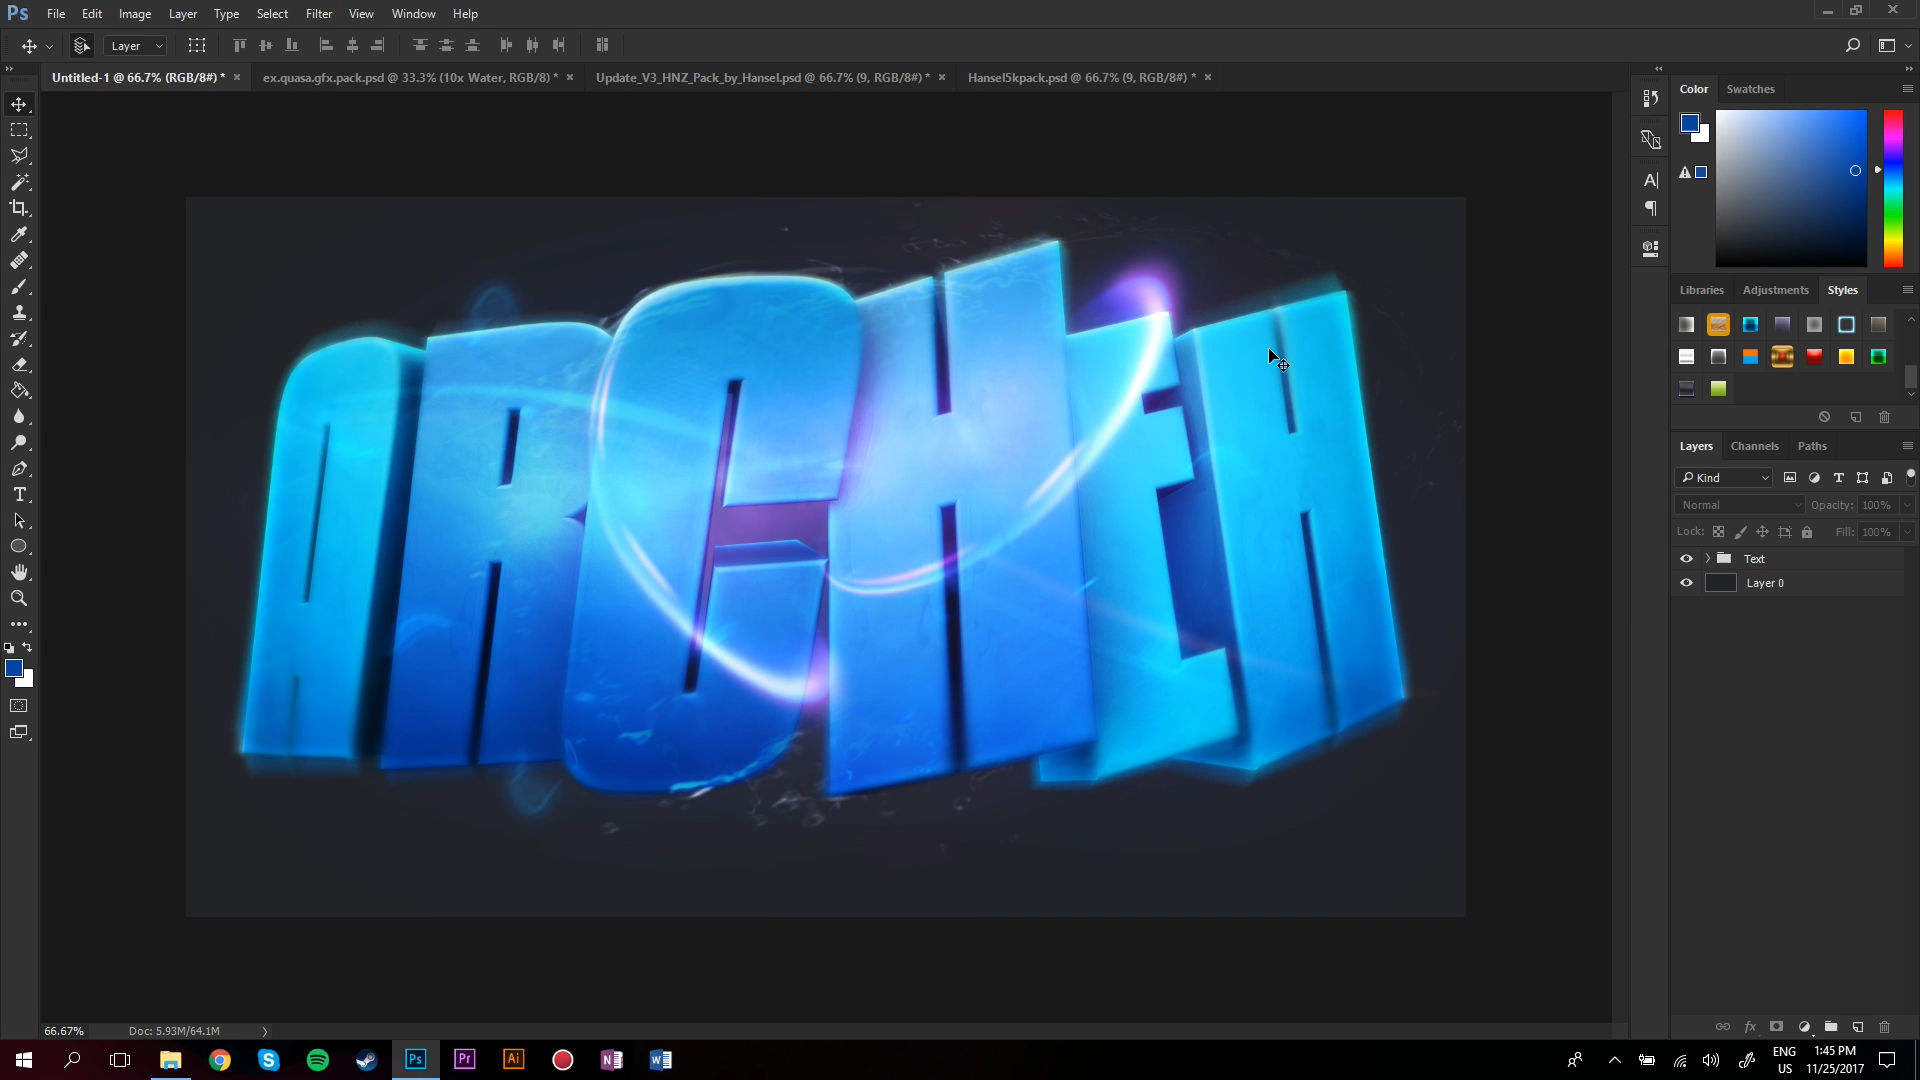 Ps File Edit Image Layer Type Select Filter View Window Help
Layer
Untitled-1 @ 66.7% (RGB/8#) * × ex.quasa.gfx.pack.psd @ 33.3% (10x Water, RGB/8) * × Update_V3_HNZ_Pack_by_Hansel.psd @ 66.7% (9, RGB/8#) * × Hansel5kpack.psd @ 66.7% (9, RGB/8#) * ×
Color Swatches
Libraries Adjustments Styles
ARCHEH
Layers Channels Paths
Kind
Normal Opacity: 100%
Lock: Fill: 100%
Text
Layer 0
66.67% Doc: 5.93M/64.1M
Ps Pr Ai N W
ENG
US
1:45 PM
11/25/2017